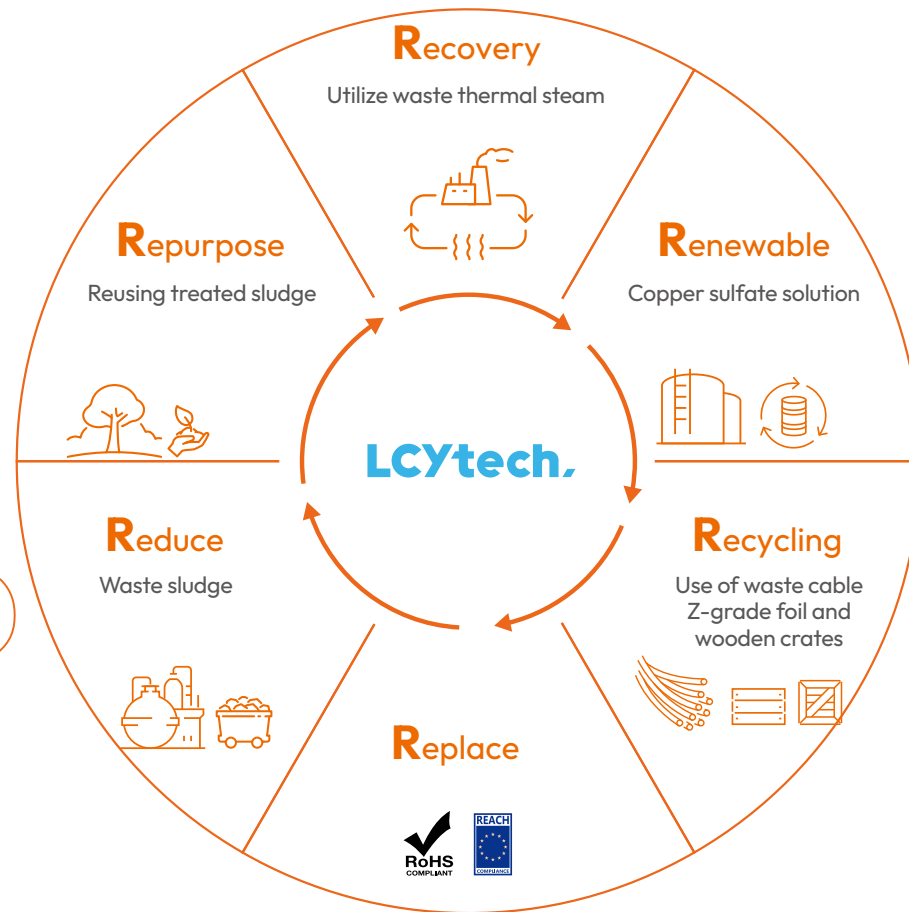 Recovery
Utilize waste thermal steam
Repurpose
Reusing treated sludge
Renewable
Copper sulfate solution
LCYtech
Reduce
Waste sludge
Recycling
Use of waste cable
Z-grade foil and
wooden crates
Replace
RoHS
COMPLIANT
REACH
COMPLIANCE